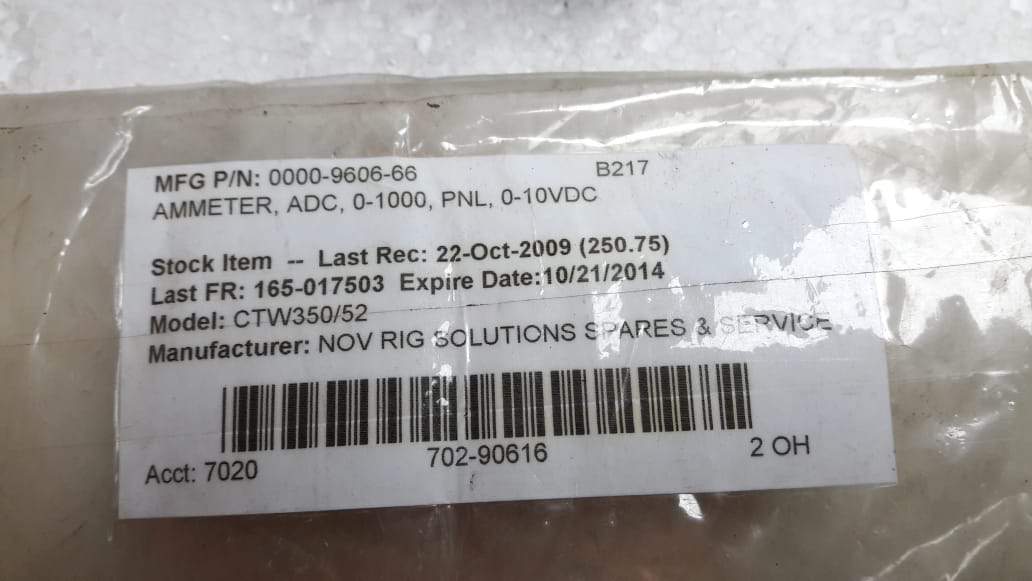 MFG P/N: 0000-9606-66 B217
AMMETER, ADC, 0-1000, PNL, 0-10VDC
Stock Item -- Last Rec: 22-Oct-2009 (250.75)
Last FR: 165-017503 Expire Date:10/21/2014
Model: CTW350/52
Manufacturer: NOV RIG SOLUTIONS SPARES & SERVICE
Acct: 7020 702-90616 2 OH